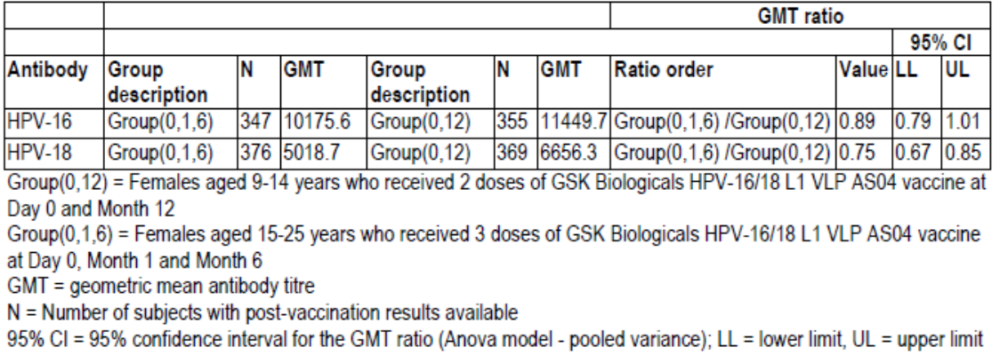 GMT ratio
95% CI
Antibody Group description N GMT Group description N GMT Ratio order Value LL UL
HPV-16 Group(0,1,6) 347 10175.6 Group(0,12) 355 11449.7 Group(0,1,6) /Group(0,12) 0.89 0.79 1.01
HPV-18 Group(0,1,6) 376 5018.7 Group(0,12) 369 6656.3 Group(0,1,6) /Group(0,12) 0.75 0.67 0.85
Group(0,12) = Females aged 9-14 years who received 2 doses of GSK Biologicals HPV-16/18 L1 VLP AS04 vaccine at
Day 0 and Month 12
Group(0,1,6) = Females aged 15-25 years who received 3 doses of GSK Biologicals HPV-16/18 L1 VLP AS04 vaccine
at Day 0, Month 1 and Month 6
GMT = geometric mean antibody titre
N = Number of subjects with post-vaccination results available
95% CI = 95% confidence interval for the GMT ratio (Anova model - pooled variance); LL = lower limit, UL = upper limit